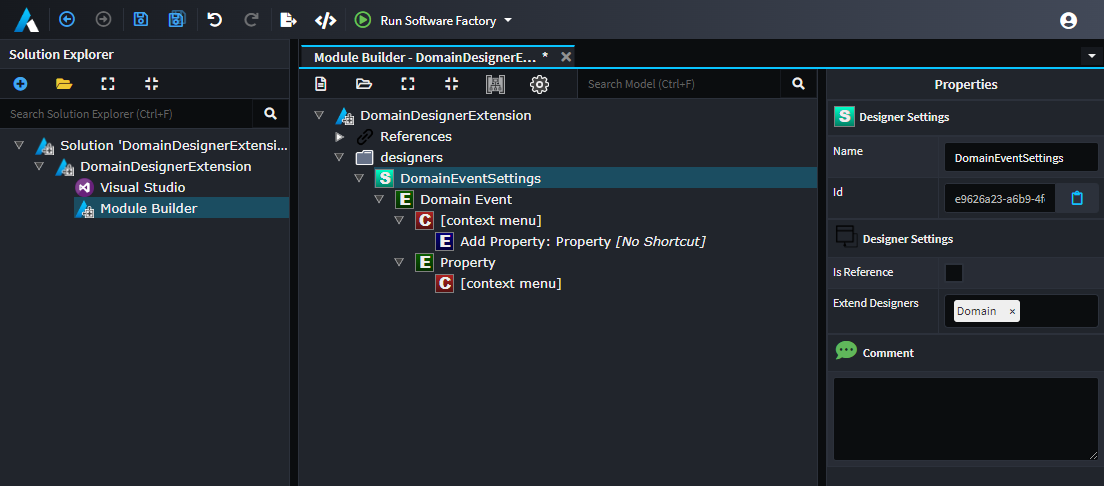 Run Software Factory
Solution Explorer
Search Solution Explorer (Ctrl+F)
Solution 'DomainDesignerExtensi...
DomainDesignerExtension
Visual Studio
Module Builder
Module Builder - DomainDesignerE... *
Search Model (Ctrl+F)
DomainDesignerExtension
References
designers
S DomainEventSettings
E Domain Event
C [context menu]
E Add Property: Property [No Shortcut]
E Property
C [context menu]
Properties
S Designer Settings
Name
DomainEventSettings
Id
e9626a23-a6b9-4f
Designer Settings
Is Reference
Extend Designers
Domain ×
Comment